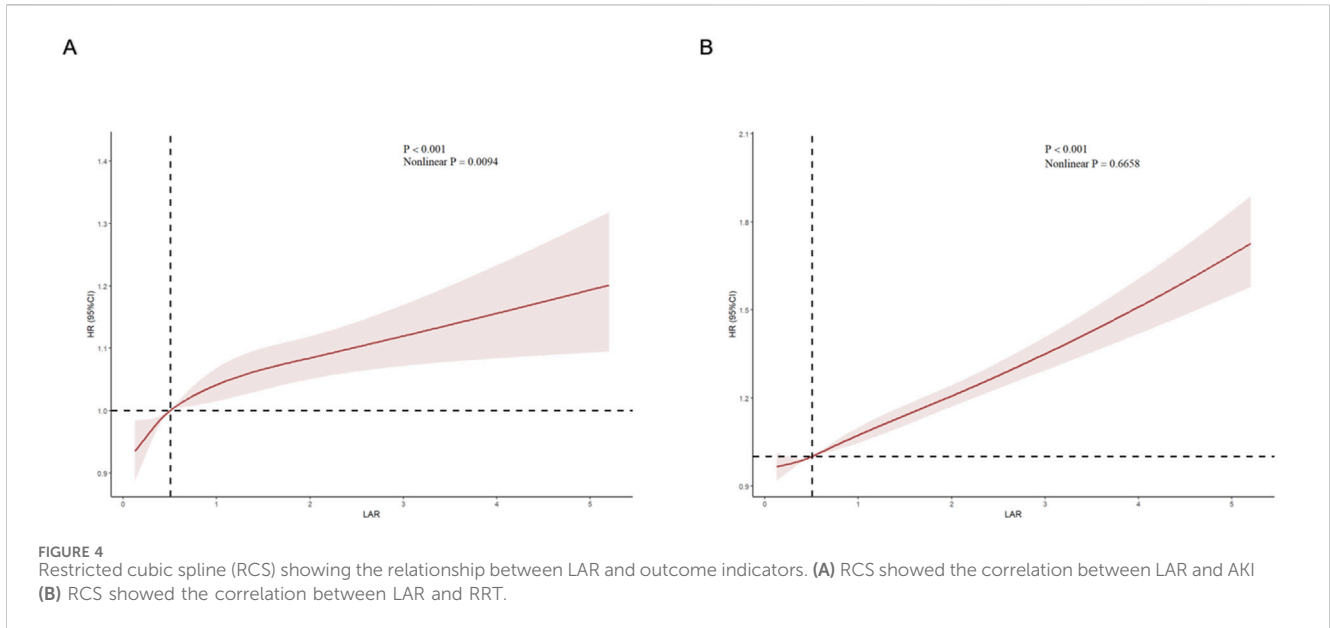 A
B
P < 0.001
Nonlinear P = 0.0094
HR (95%CI)
1.4
1.3
1.2
1.1
1.0
0.9
0
1
2
3
4
5
LAR
P < 0.001
Nonlinear P = 0.6658
HR (95%CI)
2.1
1.8
1.5
1.2
0.9
0
1
2
3
4
5
LAR
FIGURE 4
Restricted cubic spline (RCS) showing the relationship between LAR and outcome indicators. (A) RCS showed the correlation between LAR and AKI
(B) RCS showed the correlation between LAR and RRT.